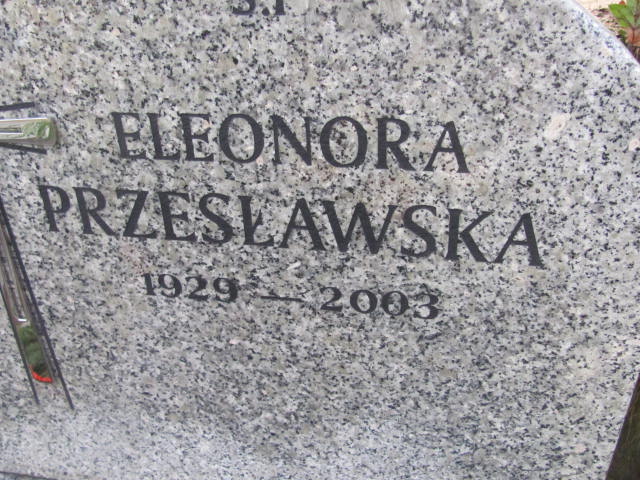 Ś.P
ELEONORA
PRZESŁAWSKA
1929 — 2003